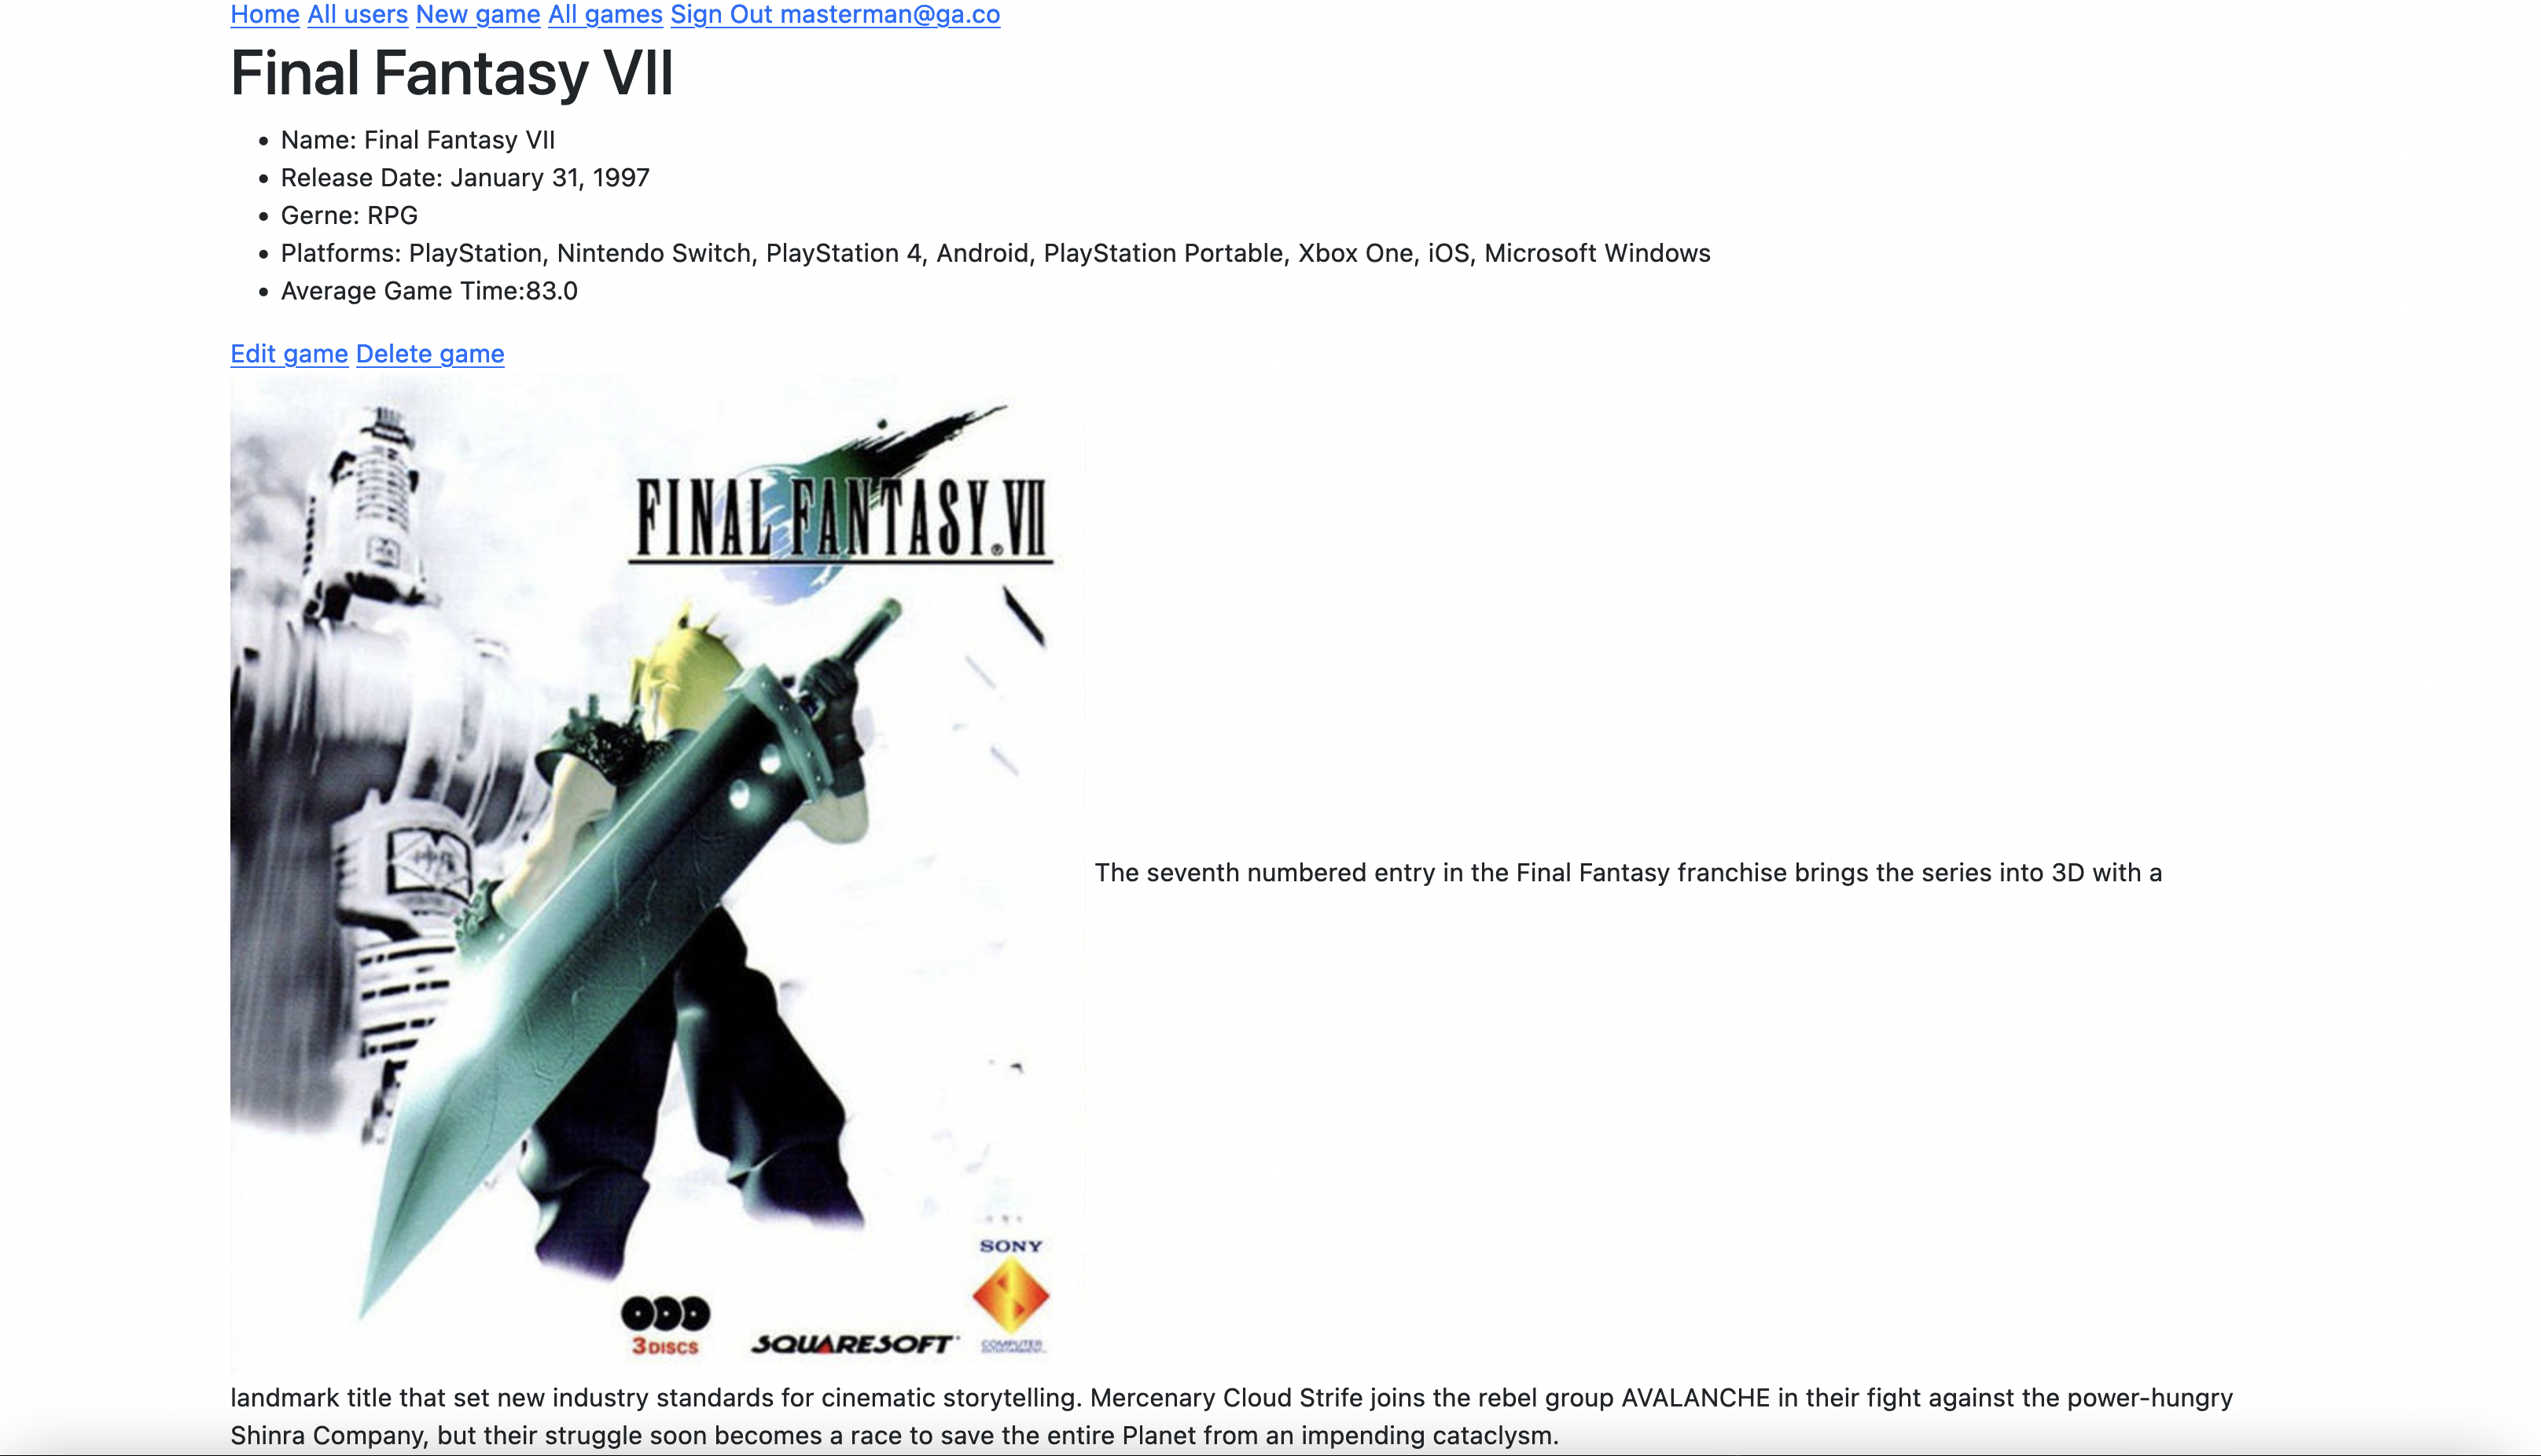 Home All users New game All games Sign Out masterman@ga.co
Final Fantasy VII
Name: Final Fantasy VII
Release Date: January 31, 1997
Gerne: RPG
Platforms: PlayStation, Nintendo Switch, PlayStation 4, Android, PlayStation Portable, Xbox One, iOS, Microsoft Windows
Average Game Time:83.0
Edit game Delete game
FINAL FANTASY® VII
The seventh numbered entry in the Final Fantasy franchise brings the series into 3D with a
SONY
COMPUTER
ENTERTAINMENT
3 DISCS
SQUARESOFT
landmark title that set new industry standards for cinematic storytelling. Mercenary Cloud Strife joins the rebel group AVALANCHE in their fight against the power-hungry
Shinra Company, but their struggle soon becomes a race to save the entire Planet from an impending cataclysm.